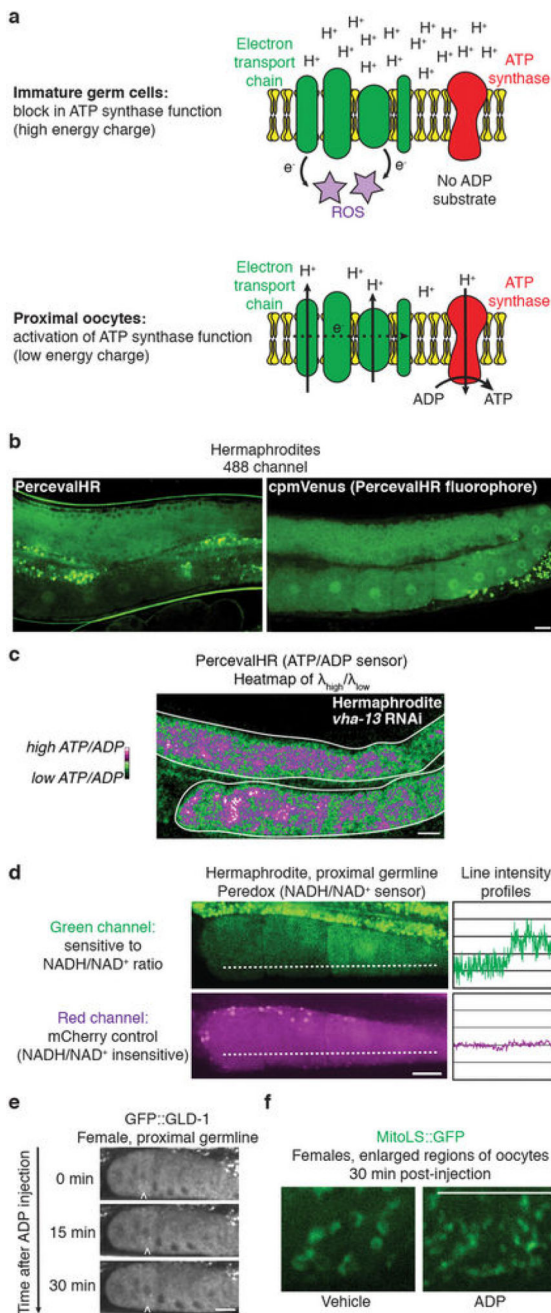 a
H⁺ H⁺ H⁺ H⁺ H⁺ H⁺ H⁺ H⁺ H⁺ H⁺ H⁺ H⁺ H⁺ H⁺ H⁺
Electron
transport
chain
ATP
synthase
Immature germ cells:
block in ATP synthase function
(high energy charge)
e⁻
e⁻
ROS
No ADP
substrate
Electron
transport
chain
H⁺ H⁺ H⁺ H⁺ H⁺
ATP
synthase
Proximal oocytes:
activation of ATP synthase function
(low energy charge)
e⁻
ADP
ATP
b
Hermaphrodites
488 channel
PercevalHR
cpmVenus (PercevalHR fluorophore)
c
PercevalHR (ATP/ADP sensor)
Heatmap of λhigh/λlow
Hermaphrodite
vha-13 RNAi
high ATP/ADP
low ATP/ADP
d
Hermaphrodite, proximal germline
Peredox (NADH/NAD⁺ sensor)
Line intensity
profiles
Green channel:
sensitive to
NADH/NAD⁺ ratio
Red channel:
mCherry control
(NADH/NAD⁺ insensitive)
e
GFP::GLD-1
Female, proximal germline
Time after ADP injection
0 min
15 min
30 min
f
MitoLS::GFP
Females, enlarged regions of oocytes
30 min post-injection
Vehicle
ADP